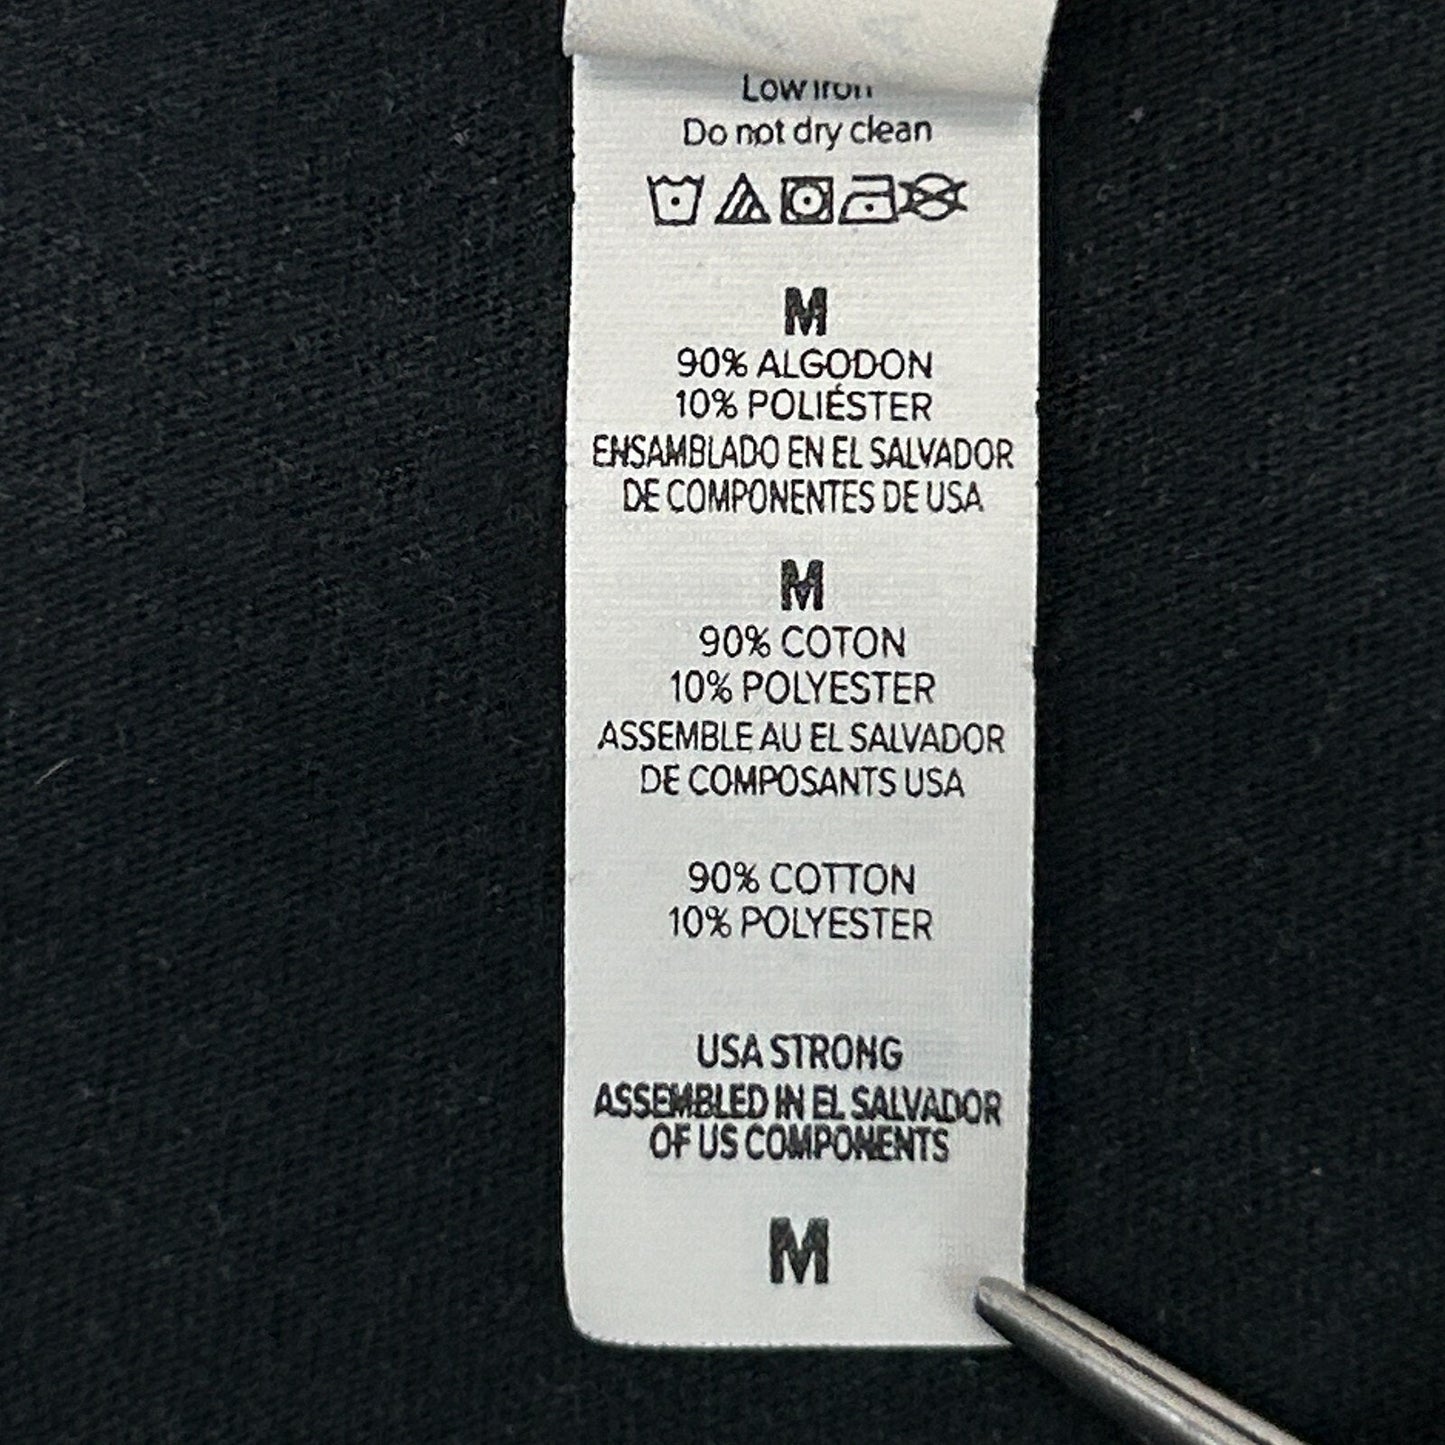 Low iron
Do not dry clean
M
90% ALGODON
10% POLIÉSTER
ENSAMBLADO EN EL SALVADOR
DE COMPONENTES DE USA
M
90% COTON
10% POLYESTER
ASSEMBLE AU EL SALVADOR
DE COMPOSANTS USA
90% COTTON
10% POLYESTER
USA STRONG
ASSEMBLED IN EL SALVADOR
OF US COMPONENTS
M